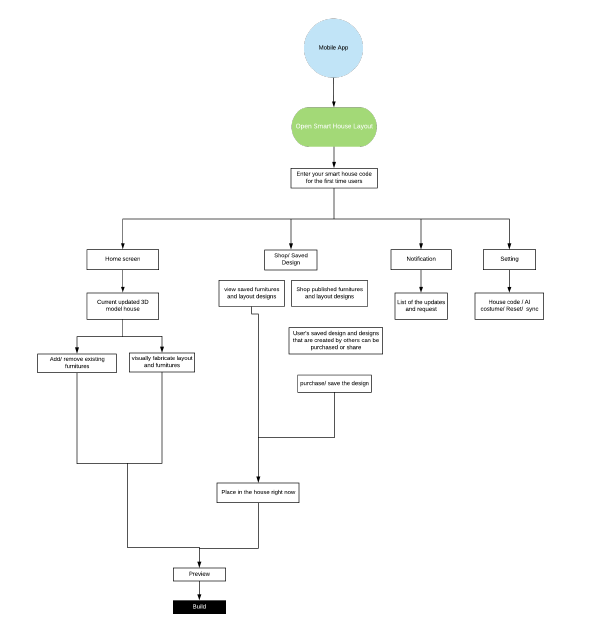 Mobile App
Open Smart House Layout
Enter your smart house code
for the first time users
Home screen
Shop/ Saved
Design
Notification
Setting
view saved furnitures
and layout designs
Shop published furnitures
and layout designs
Current updated 3D
model house
List of the updates
and request
House code / AI
costume/ Reset/ sync
User's saved design and designs
that are created by others can be
purchased or share
Add/ remove existing
furnitures
visually fabricate layout
and furnitures
purchase/ save the design
Place in the house right now
Preview
Build